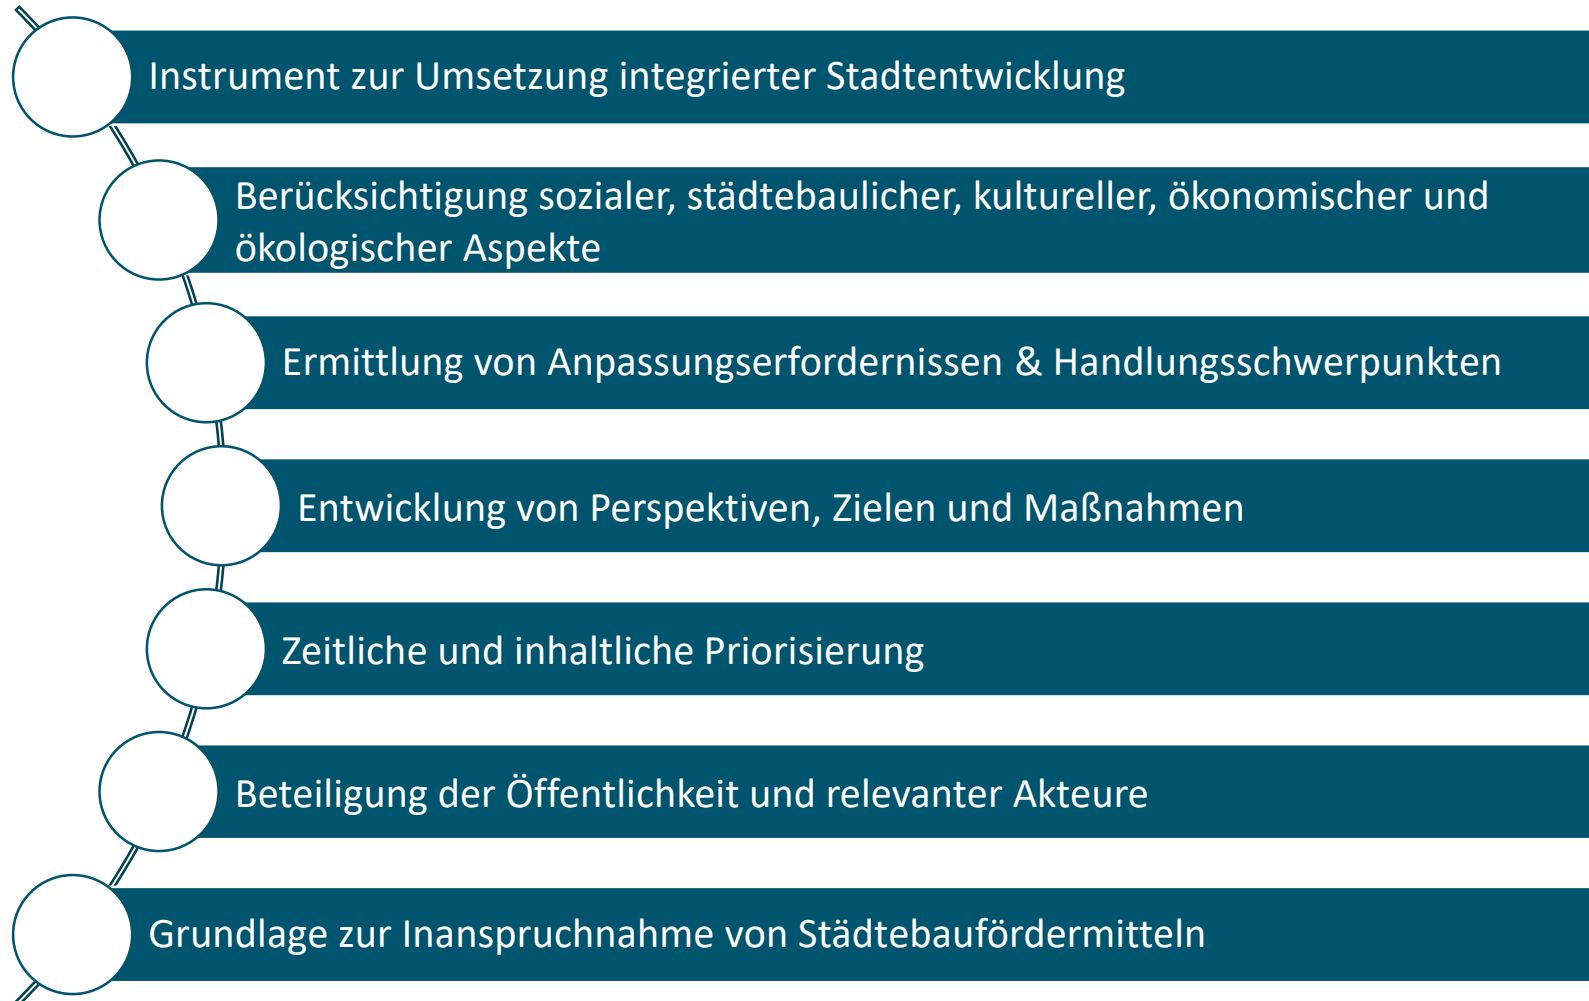 Instrument zur Umsetzung integrierter Stadtentwicklung
Berücksichtigung sozialer, städtebaulicher, kultureller, ökonomischer und
ökologischer Aspekte
Ermittlung von Anpassungserfordernissen & Handlungsschwerpunkten
Entwicklung von Perspektiven, Zielen und Maßnahmen
Zeitliche und inhaltliche Priorisierung
Beteiligung der Öffentlichkeit und relevanter Akteure
Grundlage zur Inanspruchnahme von Städtebaufördermitteln